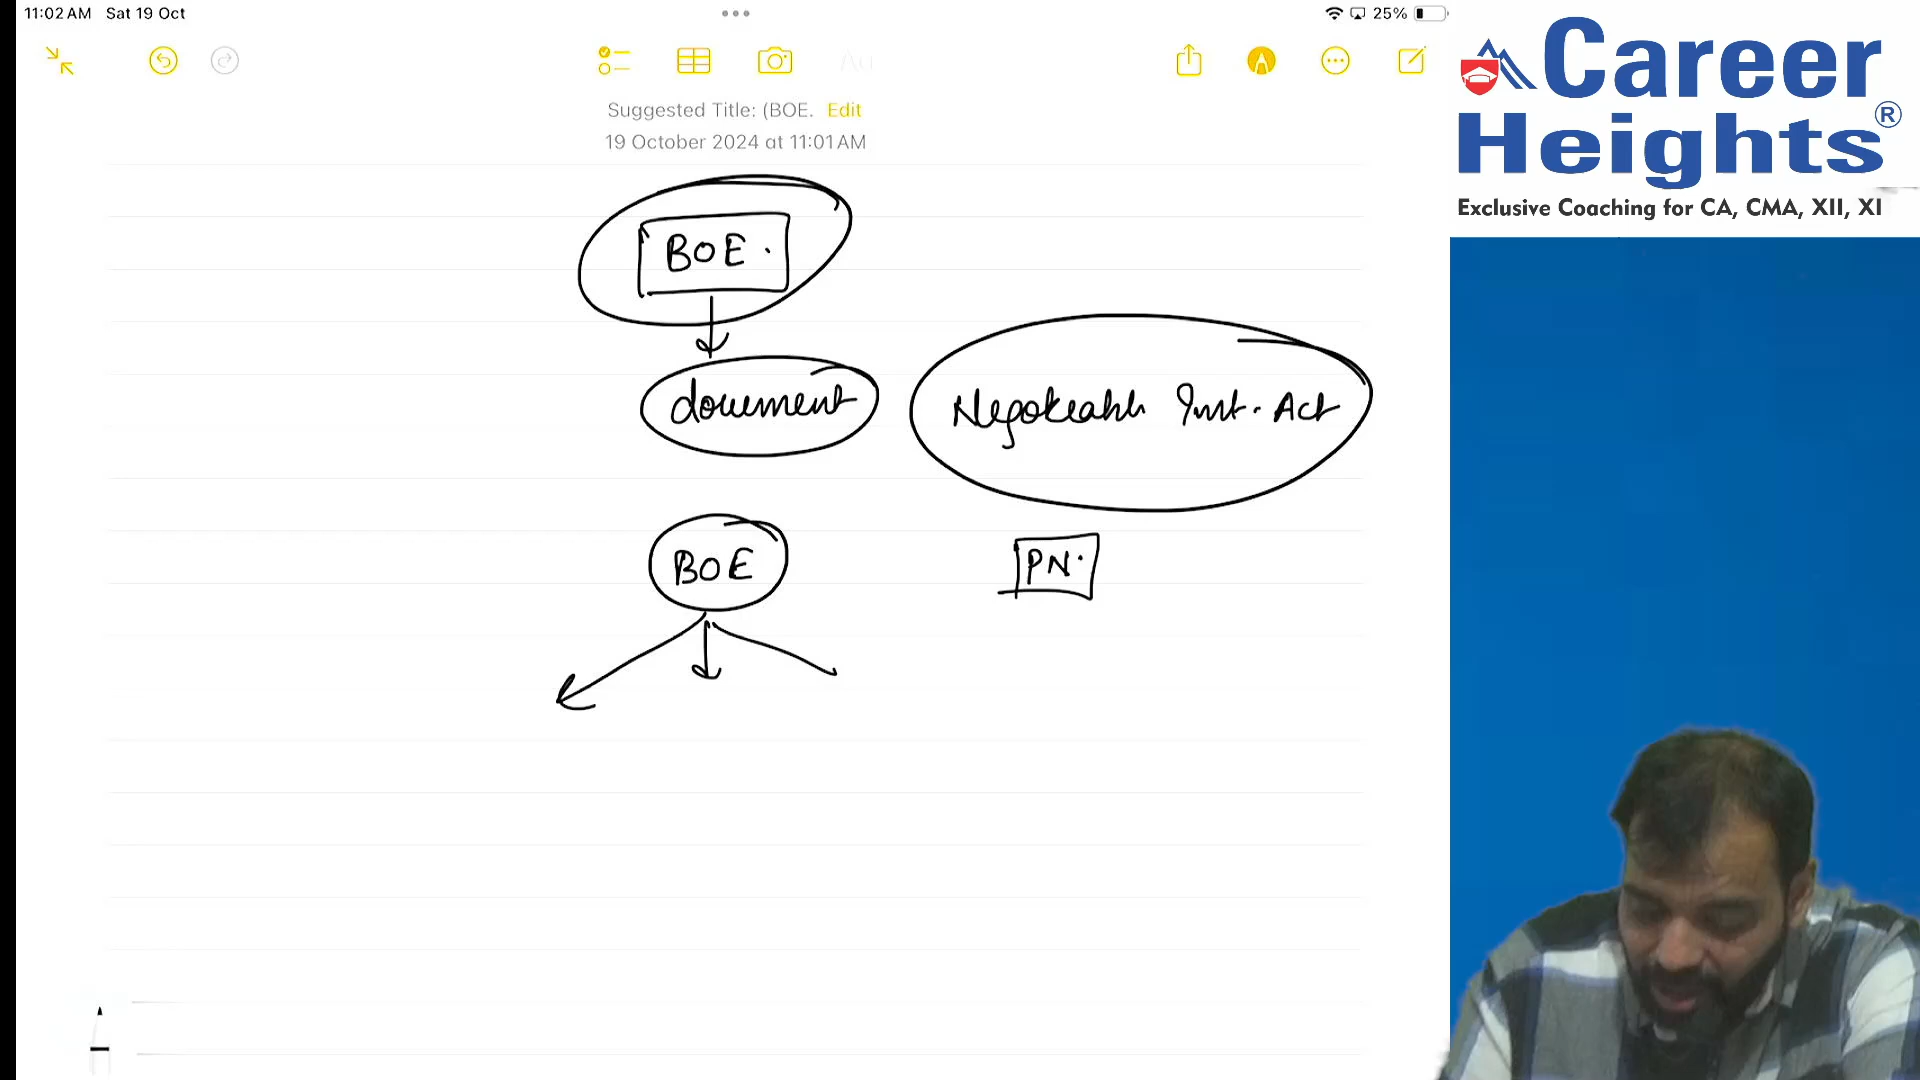 11:02 AM Sat 19 Oct
25%
Suggested Title: (BOE. Edit
19 October 2024 at 11:01 AM
Career
Heights®
Exclusive Coaching for CA, CMA, XII, XI
BOE.
document
Negotiable Inst. Act
BOE
PN.